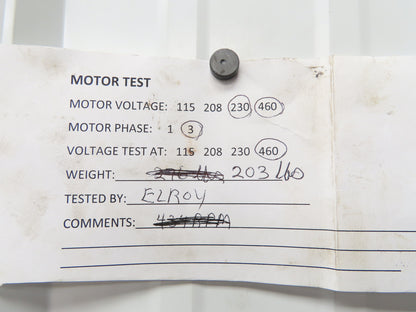 MOTOR TEST
MOTOR VOLTAGE: 115 208 230 460
MOTOR PHASE: 1 3
VOLTAGE TEST AT: 115 208 230 460
WEIGHT: 203 lbs
TESTED BY: ELROY
COMMENTS: